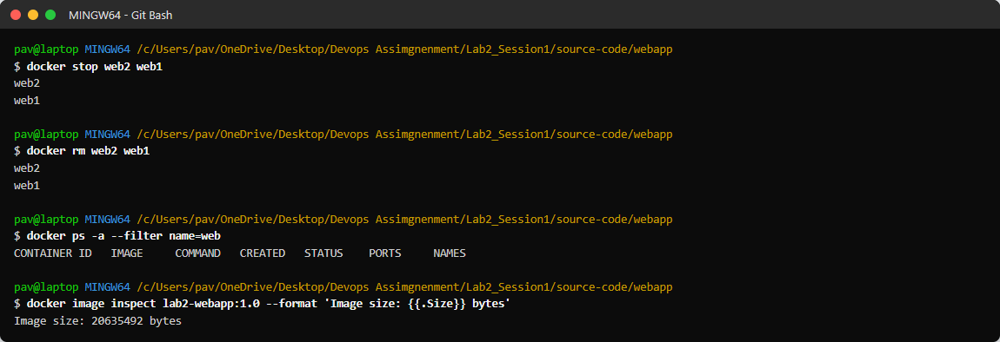 MINGW64 - Git Bash
pav@laptop MINGW64 /c/Users/pav/OneDrive/Desktop/Devops Assimgnenment/Lab2_Session1/source-code/webapp
$ docker stop web2 web1
web2
web1
pav@laptop MINGW64 /c/Users/pav/OneDrive/Desktop/Devops Assimgnenment/Lab2_Session1/source-code/webapp
$ docker rm web2 web1
web2
web1
pav@laptop MINGW64 /c/Users/pav/OneDrive/Desktop/Devops Assimgnenment/Lab2_Session1/source-code/webapp
$ docker ps -a --filter name=web
CONTAINER ID   IMAGE     COMMAND   CREATED   STATUS    PORTS     NAMES
pav@laptop MINGW64 /c/Users/pav/OneDrive/Desktop/Devops Assimgnenment/Lab2_Session1/source-code/webapp
$ docker image inspect lab2-webapp:1.0 --format 'Image size: {{.Size}} bytes'
Image size: 20635492 bytes